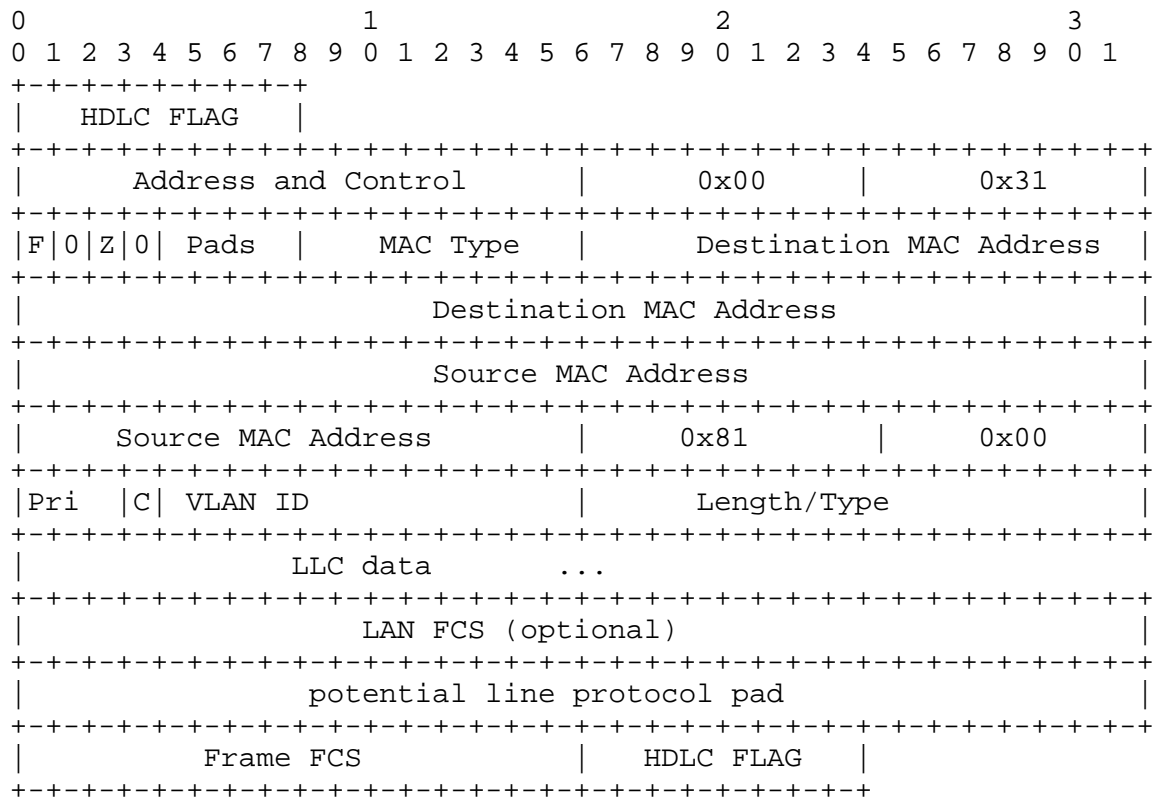 0                   1                   2                   3
0 1 2 3 4 5 6 7 8 9 0 1 2 3 4 5 6 7 8 9 0 1 2 3 4 5 6 7 8 9 0 1
+-+-+-+-+-+-+-+-+
|   HDLC FLAG   |
+-+-+-+-+-+-+-+-+-+-+-+-+-+-+-+-+-+-+-+-+-+-+-+-+-+-+-+-+-+-+-+-+
|      Address and Control      |      0x00     |      0x31     |
+-+-+-+-+-+-+-+-+-+-+-+-+-+-+-+-+-+-+-+-+-+-+-+-+-+-+-+-+-+-+-+-+
|F|0|Z|0| Pads  |    MAC Type   |      Destination MAC Address  |
+-+-+-+-+-+-+-+-+-+-+-+-+-+-+-+-+-+-+-+-+-+-+-+-+-+-+-+-+-+-+-+-+
|                       Destination MAC Address                 |
+-+-+-+-+-+-+-+-+-+-+-+-+-+-+-+-+-+-+-+-+-+-+-+-+-+-+-+-+-+-+-+-+
|                       Source MAC Address                      |
+-+-+-+-+-+-+-+-+-+-+-+-+-+-+-+-+-+-+-+-+-+-+-+-+-+-+-+-+-+-+-+-+
|     Source MAC Address        |     0x81       |     0x00     |
+-+-+-+-+-+-+-+-+-+-+-+-+-+-+-+-+-+-+-+-+-+-+-+-+-+-+-+-+-+-+-+-+
|Pri  |C| VLAN ID               |      Length/Type              |
+-+-+-+-+-+-+-+-+-+-+-+-+-+-+-+-+-+-+-+-+-+-+-+-+-+-+-+-+-+-+-+-+
|               LLC data       ...
+-+-+-+-+-+-+-+-+-+-+-+-+-+-+-+-+-+-+-+-+-+-+-+-+-+-+-+-+-+-+-+-+
|                   LAN FCS (optional)                          |
+-+-+-+-+-+-+-+-+-+-+-+-+-+-+-+-+-+-+-+-+-+-+-+-+-+-+-+-+-+-+-+-+
|                potential line protocol pad                    |
+-+-+-+-+-+-+-+-+-+-+-+-+-+-+-+-+-+-+-+-+-+-+-+-+-+-+-+-+-+-+-+-+
|          Frame FCS            |   HDLC FLAG   |
+-+-+-+-+-+-+-+-+-+-+-+-+-+-+-+-+-+-+-+-+-+-+-+-+